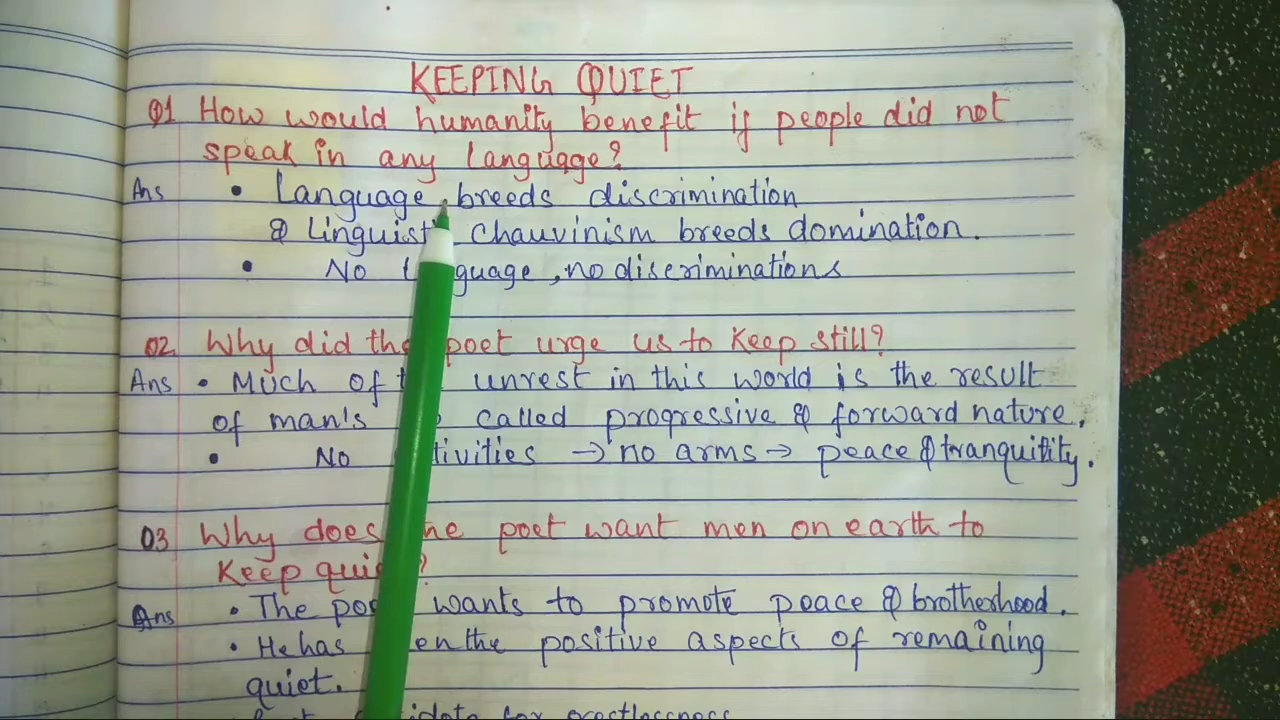 KEEPING QUIET
Q1 How would humanity benefit if people did not
speak in any language?
Ans • Language breeds discrimination
& Linguist chauvinism breeds domination.
• No guage, no discriminations
Q2. Why did the poet urge us to keep still?
Ans • Much of unrest in this world is the result
of man's called progressive & forward nature.
• No tivities → no arms → peace & tranquitity.
Q3 Why does he poet want men on earth to
keep qui ?
Ans • The po wants to promote peace & brotherhood.
• He has en the positive aspects of remaining
quiet.
for